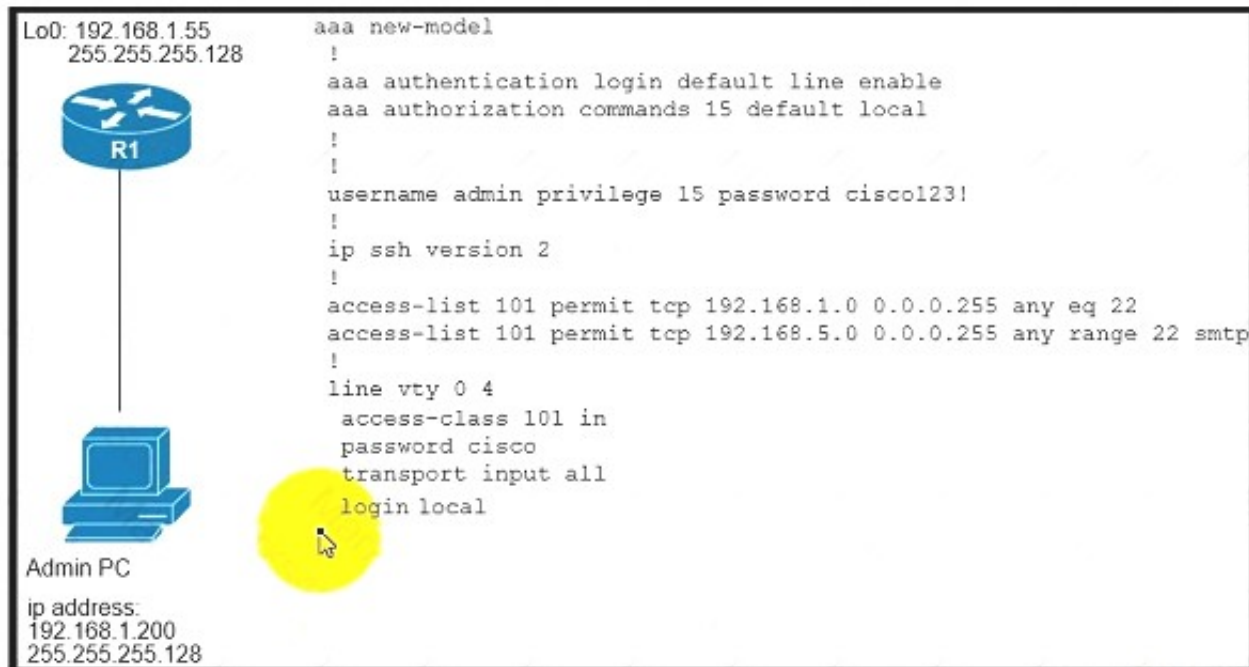 Lo0: 192.168.1.55
255.255.255.128
R1
Admin PC
ip address:
192.168.1.200
255.255.255.128
aaa new-model
!
aaa authentication login default line enable
aaa authorization commands 15 default local
!
!
username admin privilege 15 password cisco123!
!
ip ssh version 2
!
access-list 101 permit tcp 192.168.1.0 0.0.0.255 any eq 22
access-list 101 permit tcp 192.168.5.0 0.0.0.255 any range 22 smtp
!
line vty 0 4
access-class 101 in
password cisco
transport input all
login local